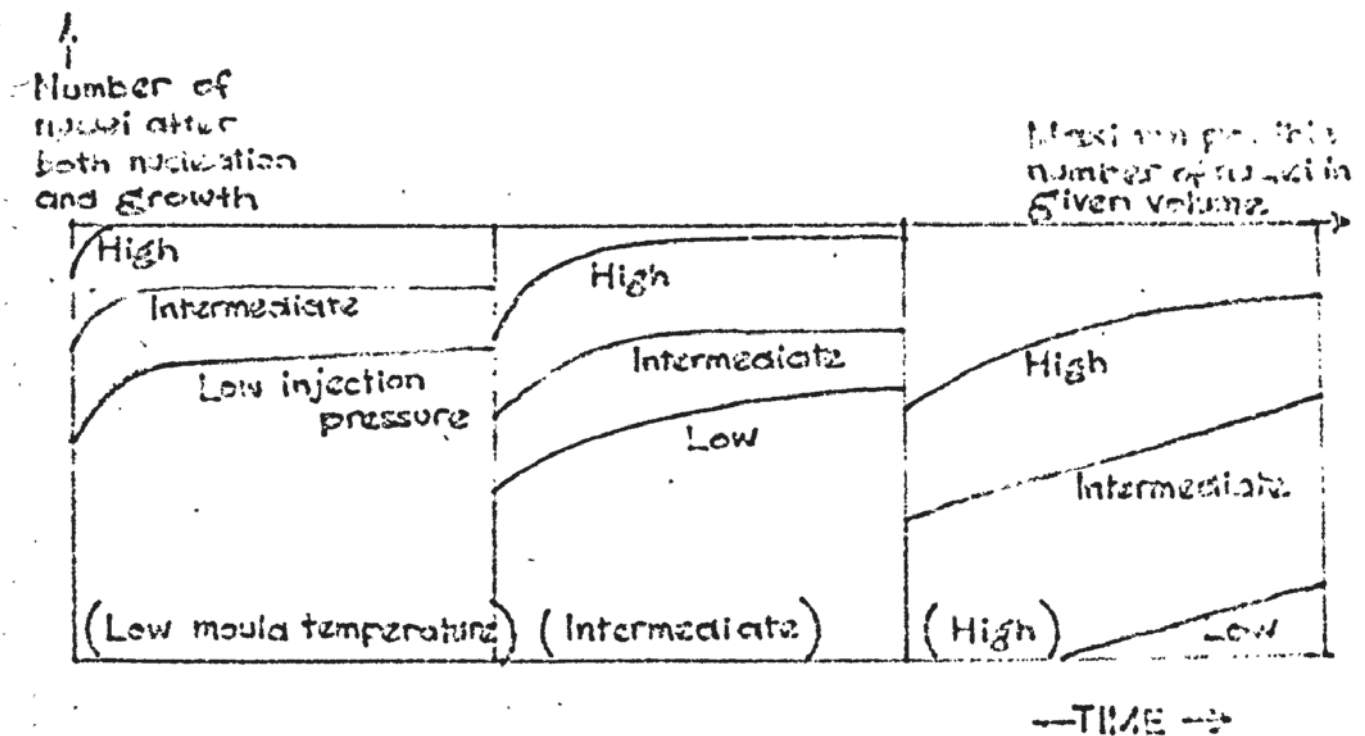 Number of
nuclei after
both nucleation
and growth
Maximum possible
number of nuclei in
given volume
High
Intermediate
Low injection
pressure
High
Intermediate
Low
High
Intermediate
Low
(Low mould temperature)
(Intermediate)
(High)
—TIME →